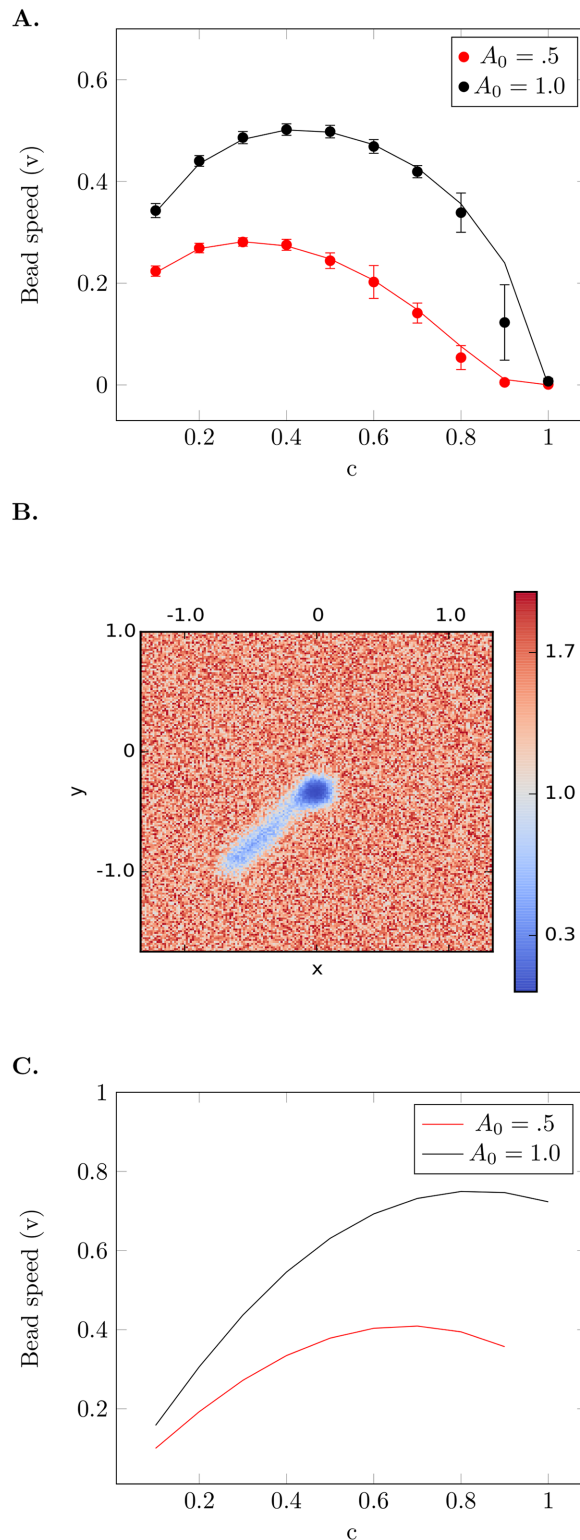 A.
A₀ = .5
A₀ = 1.0
0.6
0.4
0.2
0
Bead speed (v)
0.2 0.4 0.6 0.8 1
c
B.
-1.0 0 1.0
1.0
0
-1.0
y
x
1.7
1.0
0.3
C.
A₀ = .5
A₀ = 1.0
1
0.8
0.6
0.4
0.2
Bead speed (v)
0.2 0.4 0.6 0.8 1
c